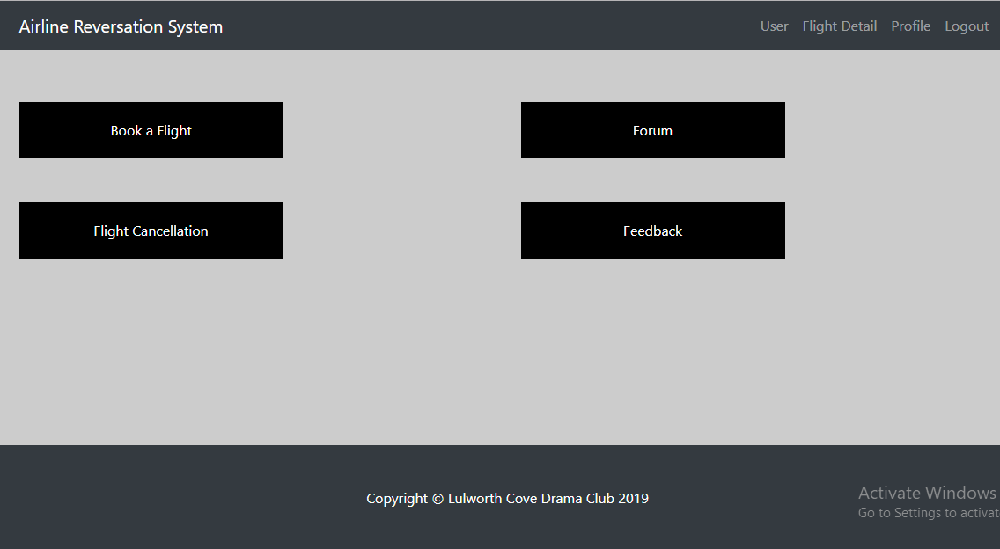 Airline Reversation System
User Flight Detail Profile Logout
Book a Flight
Forum
Flight Cancellation
Feedback
Copyright © Lulworth Cove Drama Club 2019
Activate Windows
Go to Settings to activat